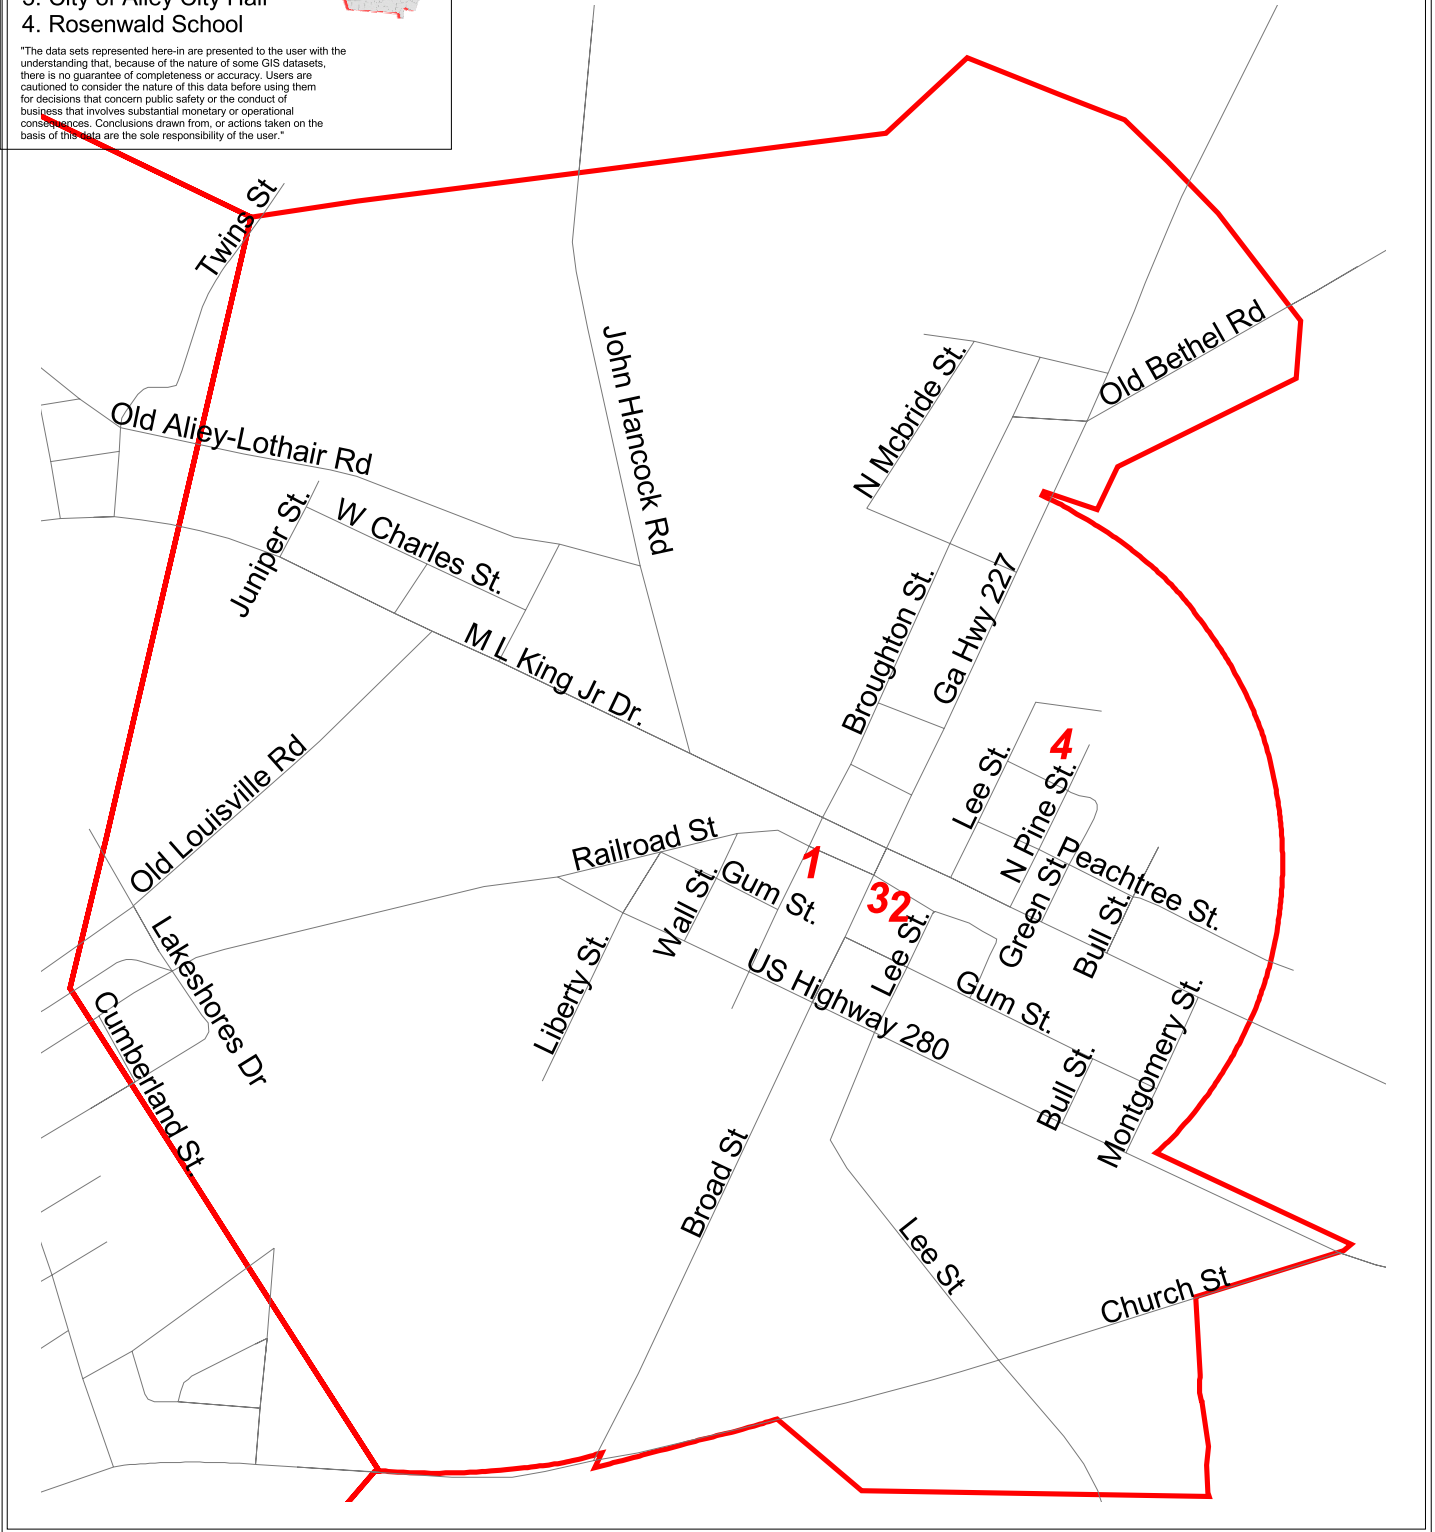 3. City of Ailey City Hall
4. Rosenwald School
"The data sets represented here-in are presented to the user with the
understanding that, because of the nature of some GIS datasets,
there is no guarantee of completeness or accuracy. Users are
cautioned to consider the nature of this data before using them
for decisions that concern public safety or the conduct of
business that involves substantial monetary or operational
consequences. Conclusions drawn from, or actions taken on the
basis of this data are the sole responsibility of the user."
Twins St
Old Bethel Rd
John Hancock Rd
N Mcbride St.
Old Ailey-Lothair Rd
W Charles St.
Juniper St.
Broughton St.
Ga Hwy 227
M L King Jr Dr.
4
Lee St.
N Pine St.
Old Louisville Rd
Railroad St
1
Peachtree St.
Gum St.
Wall St.
32
Green St
Bull St.
Lee St.
Lakeshores Dr
Liberty St.
US Highway 280
Gum St.
Cumberland St.
Montgomery St.
Bull St.
Broad St
Lee St
Church St